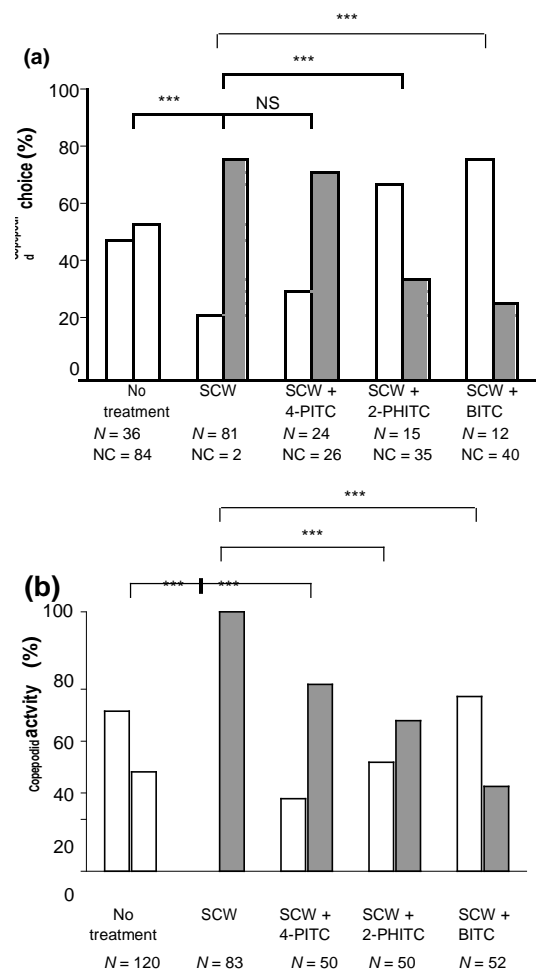 ***
(a)
***
100
*** NS
80
60
40
20
0
choice (%)
d
No treatment
SCW
SCW + 4-PITC
SCW + 2-PHITC
SCW + BITC
N = 36 N = 81 N = 24 N = 15 N = 12
NC = 84 NC = 2 NC = 26 NC = 35 NC = 40
***
***
(b)
*** ***
100
80
60
40
20
0
Copepodid actvity (%)
No treatment
SCW
SCW + 4-PITC
SCW + 2-PHITC
SCW + BITC
N = 120 N = 83 N = 50 N = 50 N = 52